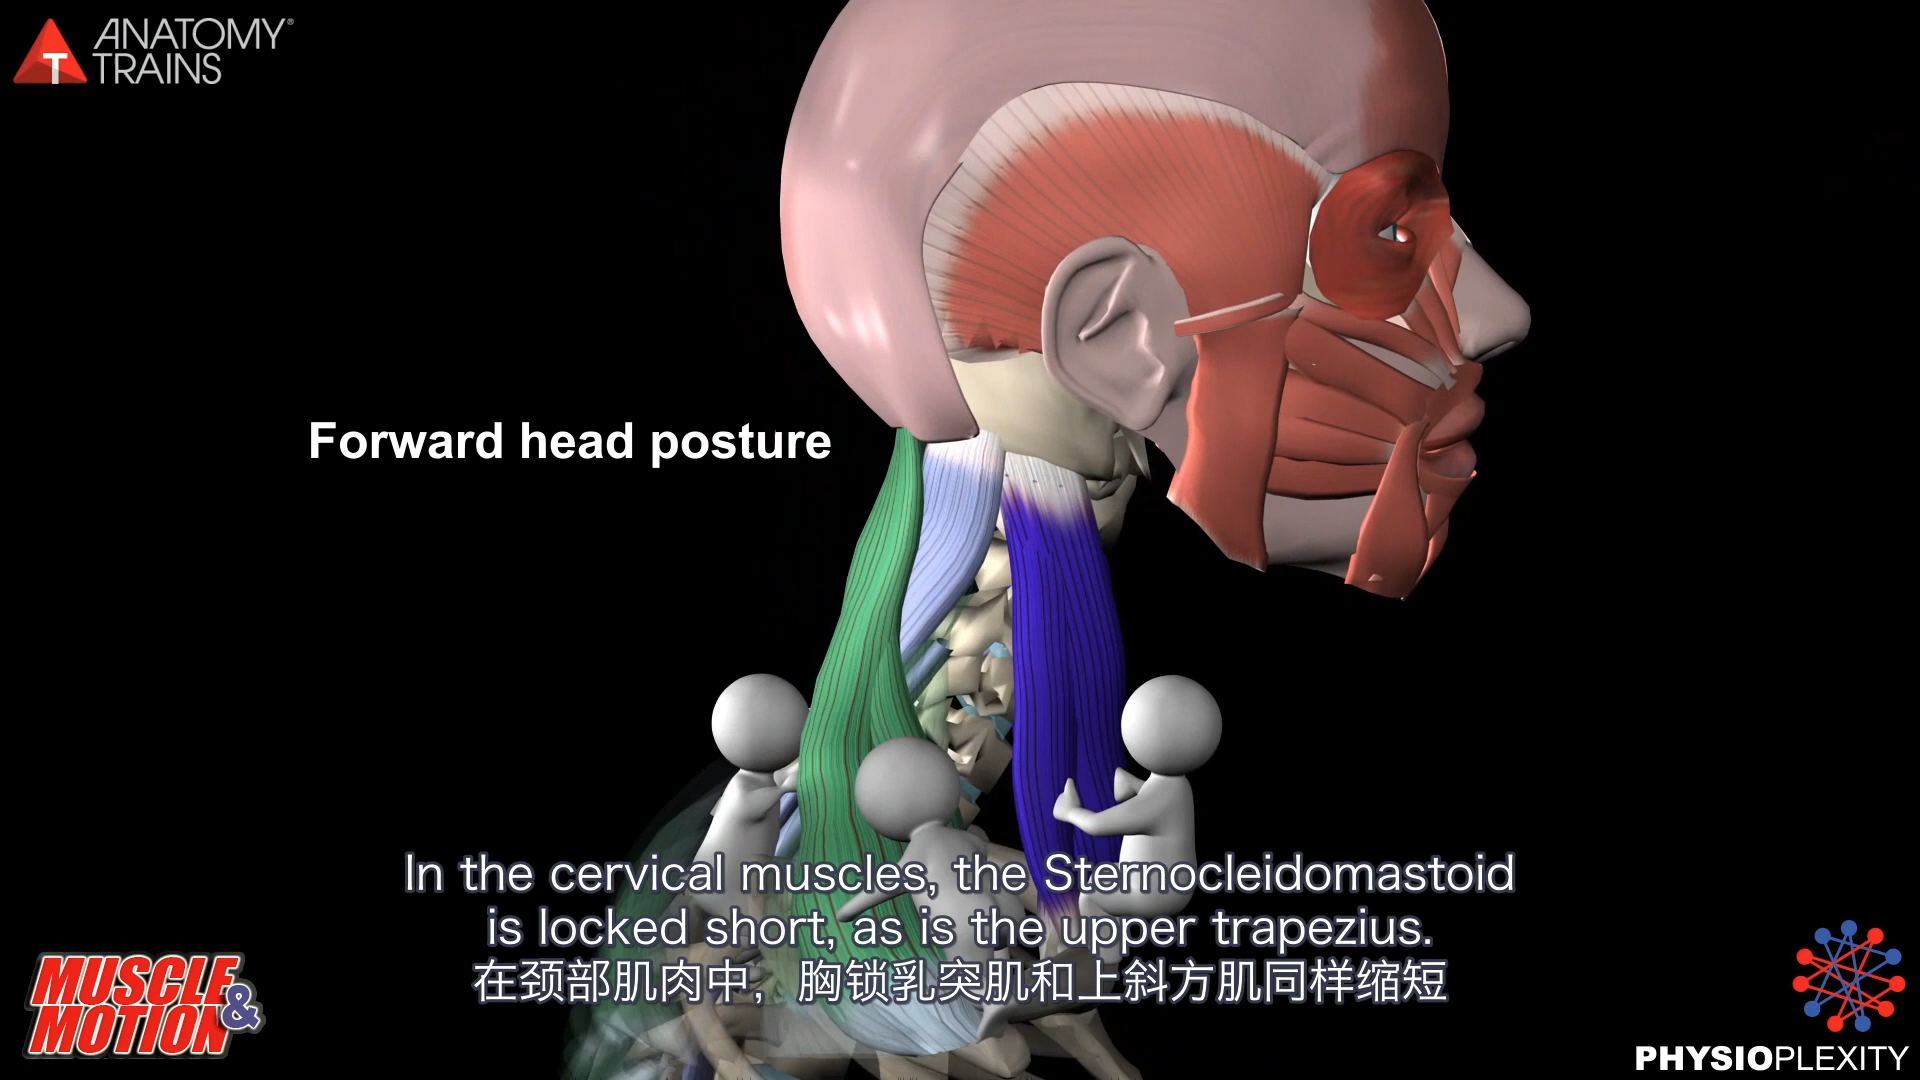 ANATOMY®
TRAINS
T
Forward head posture
In the cervical muscles, the Sternocleidomastoid
is locked short, as is the upper trapezius.
在颈部肌肉中，胸锁乳突肌和上斜方肌同样缩短
MUSCLE
& MOTION
PHYSIOPLEXITY